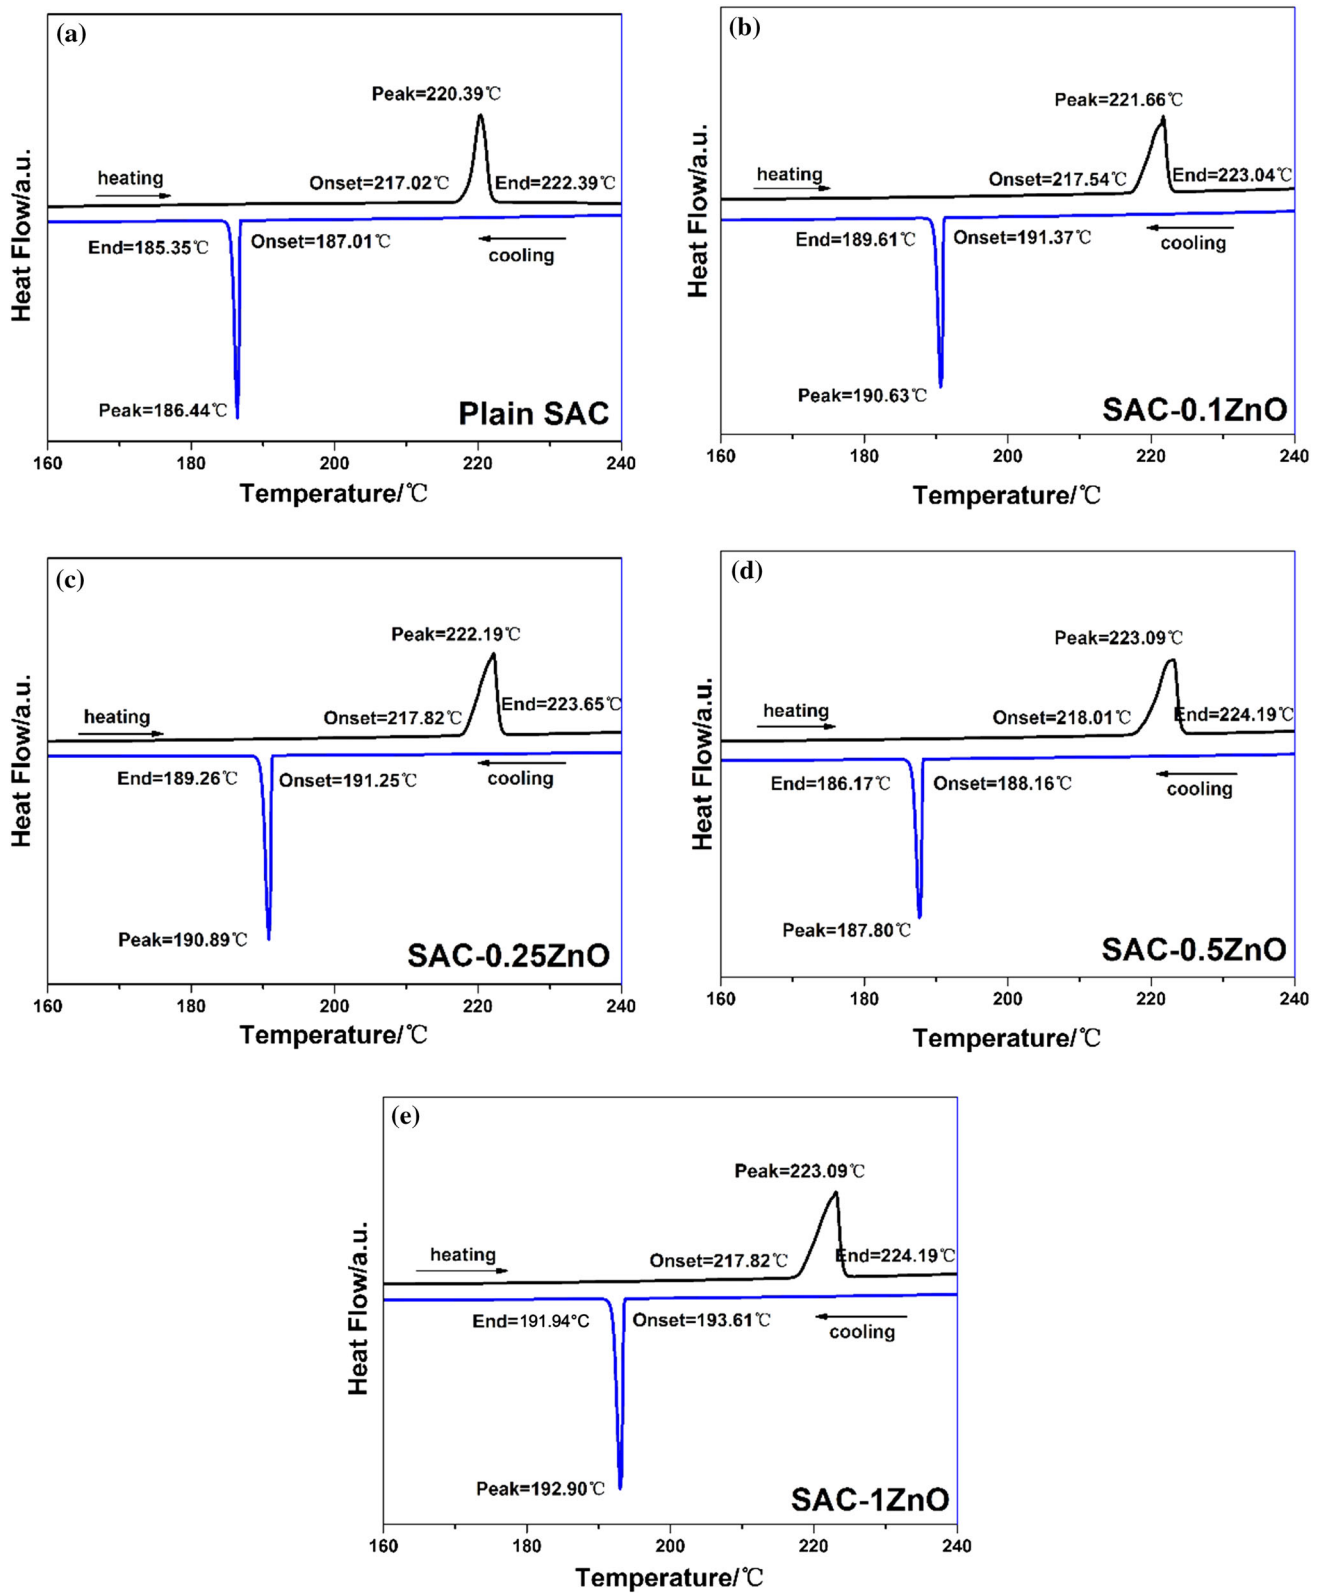 (a)
Peak=220.39℃
heating
Onset=217.02℃
End=222.39℃
End=185.35℃
Onset=187.01℃
cooling
Peak=186.44℃
Plain SAC
Heat Flow/a.u.
160 180 200 220 240
Temperature/℃
(b)
Peak=221.66℃
heating
Onset=217.54℃
End=223.04℃
End=189.61℃
Onset=191.37℃
cooling
Peak=190.63℃
SAC-0.1ZnO
Heat Flow/a.u.
160 180 200 220 240
Temperature/℃
(c)
Peak=222.19℃
heating
Onset=217.82℃
End=223.65℃
End=189.26℃
Onset=191.25℃
cooling
Peak=190.89℃
SAC-0.25ZnO
Heat Flow/a.u.
160 180 200 220 240
Temperature/℃
(d)
Peak=223.09℃
heating
Onset=218.01℃
End=224.19℃
End=186.17℃
Onset=188.16℃
cooling
Peak=187.80℃
SAC-0.5ZnO
Heat Flow/a.u.
160 180 200 220 240
Temperature/℃
(e)
Peak=223.09℃
heating
Onset=217.82℃
End=224.19℃
End=191.94°C
Onset=193.61℃
cooling
Peak=192.90℃
SAC-1ZnO
Heat Flow/a.u.
160 180 200 220 240
Temperature/℃